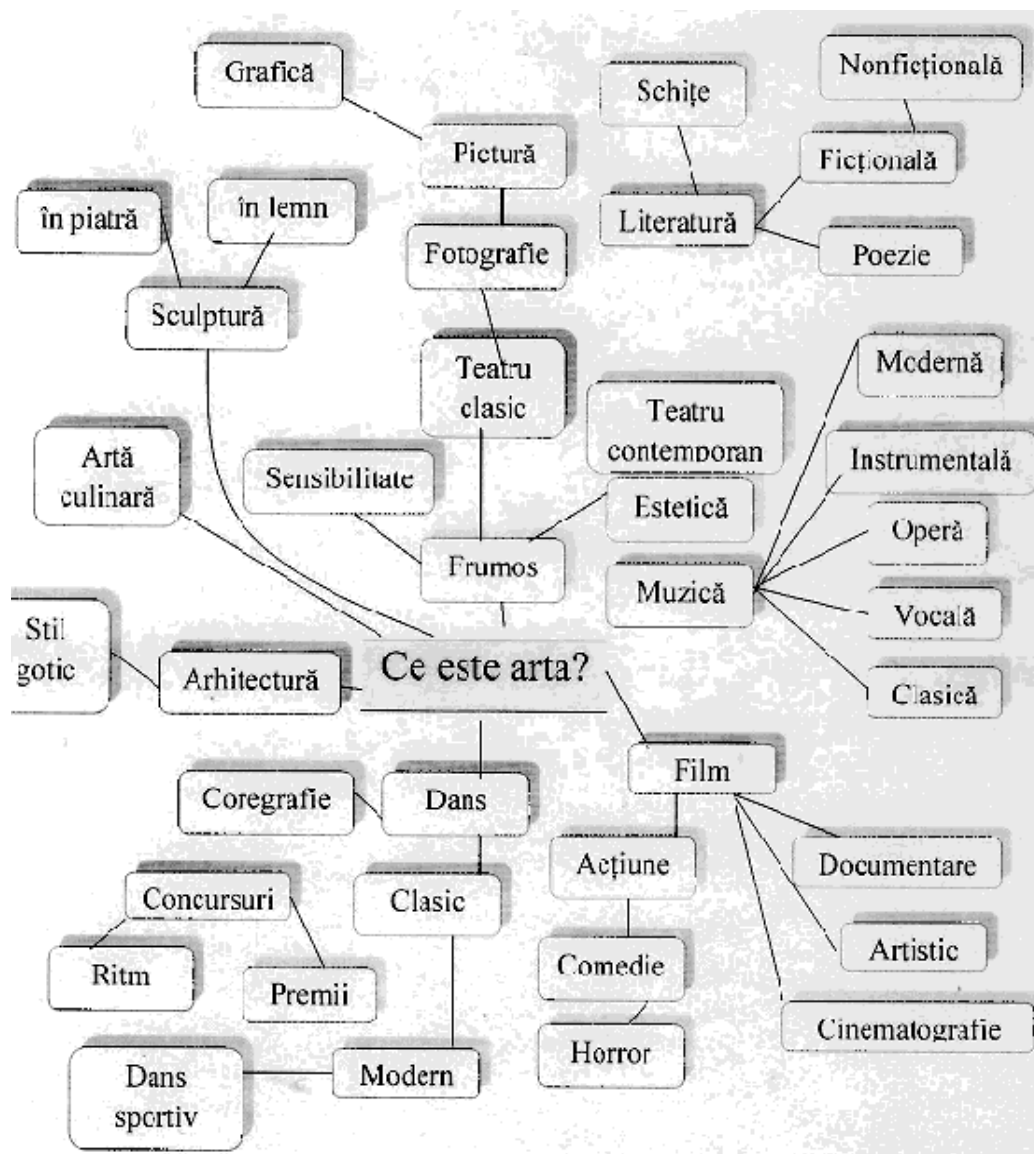 Grafică
Schițe
Nonficțională
Pictură
Ficțională
în piatră
în lemn
Literatură
Fotografie
Poezie
Sculptură
Teatru
clasic
Modernă
Teatru
contemporan
Artă
culinară
Sensibilitate
Instrumentală
Estetică
Operă
Frumos
Muzică
Vocală
Stil
gotic
Arhitectură
Ce este arta?
Clasică
Film
Coregrafie
Dans
Acțiune
Documentare
Concursuri
Clasic
Artistic
Ritm
Premii
Comedie
Cinematografie
Horror
Dans
sportiv
Modern